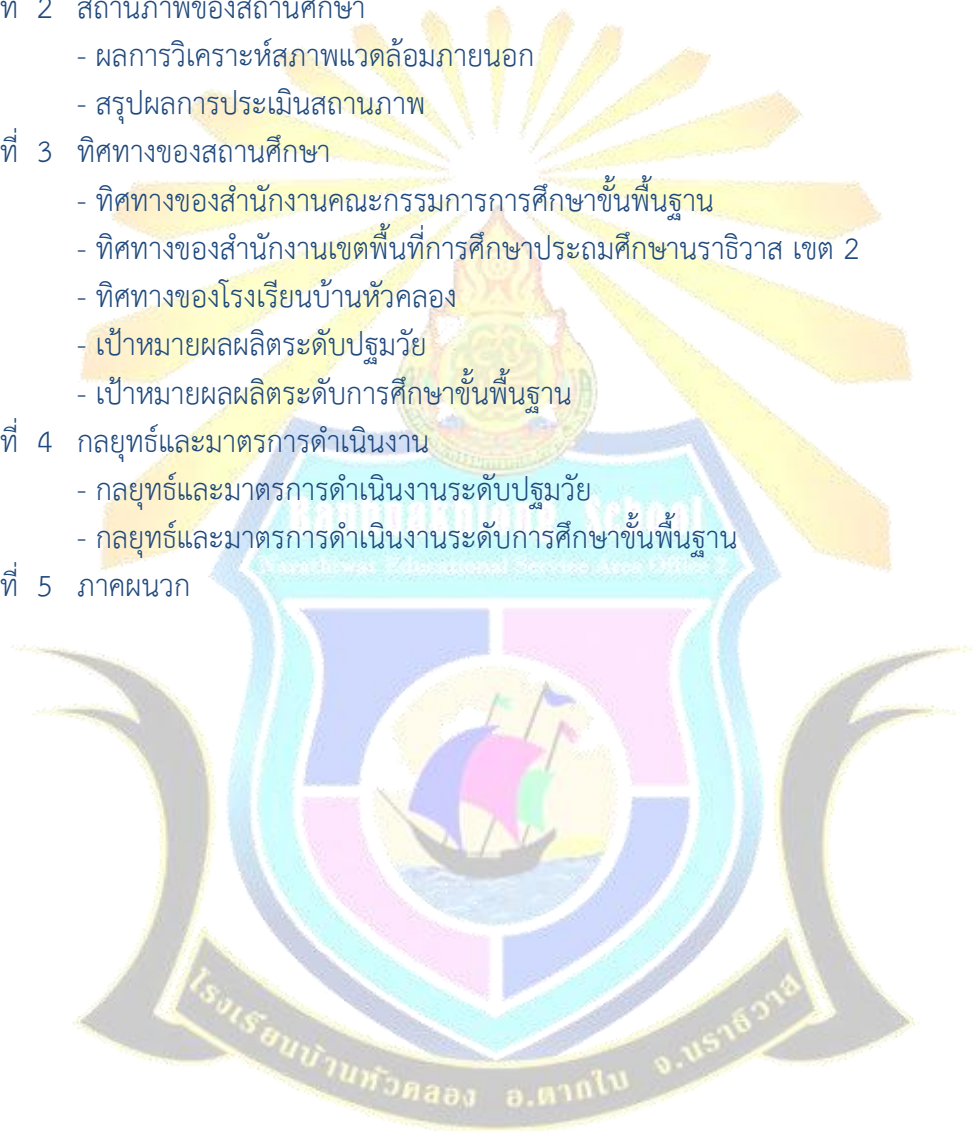 ที่ 2 สถานภาพของสถานศึกษา
- ผลการวิเคราะห์สภาพแวดล้อมภายนอก
- สรุปผลการประเมินสถานภาพ
ที่ 3 ทิศทางของสถานศึกษา
- ทิศทางของสำนักงานคณะกรรมการการศึกษาขั้นพื้นฐาน
- ทิศทางของสำนักงานเขตพื้นที่การศึกษาประถมศึกษานราธิวาส เขต 2
- ทิศทางของโรงเรียนบ้านหัวคลอง
- เป้าหมายผลผลิตระดับปฐมวัย
- เป้าหมายผลผลิตระดับการศึกษาขั้นพื้นฐาน
ที่ 4 กลยุทธ์และมาตรการดำเนินงาน
- กลยุทธ์และมาตรการดำเนินงานระดับปฐมวัย
- กลยุทธ์และมาตรการดำเนินงานระดับการศึกษาขั้นพื้นฐาน
ที่ 5 ภาคผนวก
School
Narathiwat Educational Service Area Office 2
โรงเรียนบ้านหัวคลอง อ.ตากใบ จ.นราธิวาส